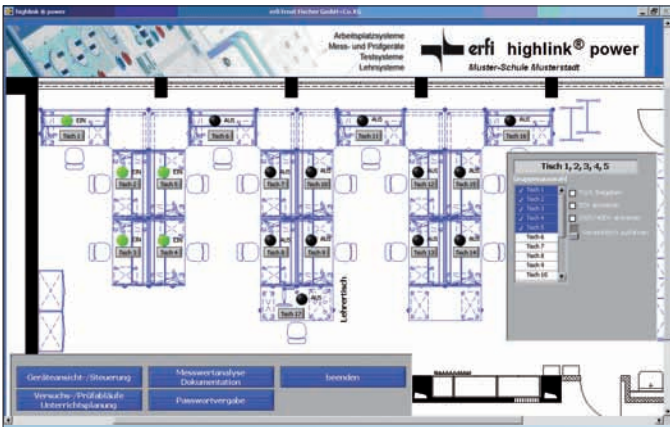 highlink @ power
erfi Ernst Fischer GmbH+Co.KG
Arbeitsplatzsysteme
Mess- und Prüfgeräte
Testsysteme
Lehrsysteme
erfi highlink® power
Muster-Schule Musterstadt
EIN
Tisch 1
AUS
Tisch 6
AUS
Tisch 11
AUS
Tisch 16
EIN
Tisch 2
EIN
Tisch 5
AUS
Tisch 7
AUS
Tisch 10
AUS
Tisch 12
AUS
Tisch 15
EIN
Tisch 3
EIN
Tisch 4
AUS
Tisch 8
AUS
Tisch 9
AUS
Tisch 13
AUS
Tisch 14
AUS
Tisch 17
Lehrertisch
Tisch 1, 2, 3, 4, 5
Gruppenauswahl
Tisch 1
Tisch 2
Tisch 3
Tisch 4
Tisch 5
Tisch 6
Tisch 7
Tisch 8
Tisch 9
Tisch 10
Geräteansicht-/Steuerung
Messwertanalyse
Dokumentation
beenden
Versuchs-/Prüfabläufe
Unterrichtsplanung
Passwortvergabe